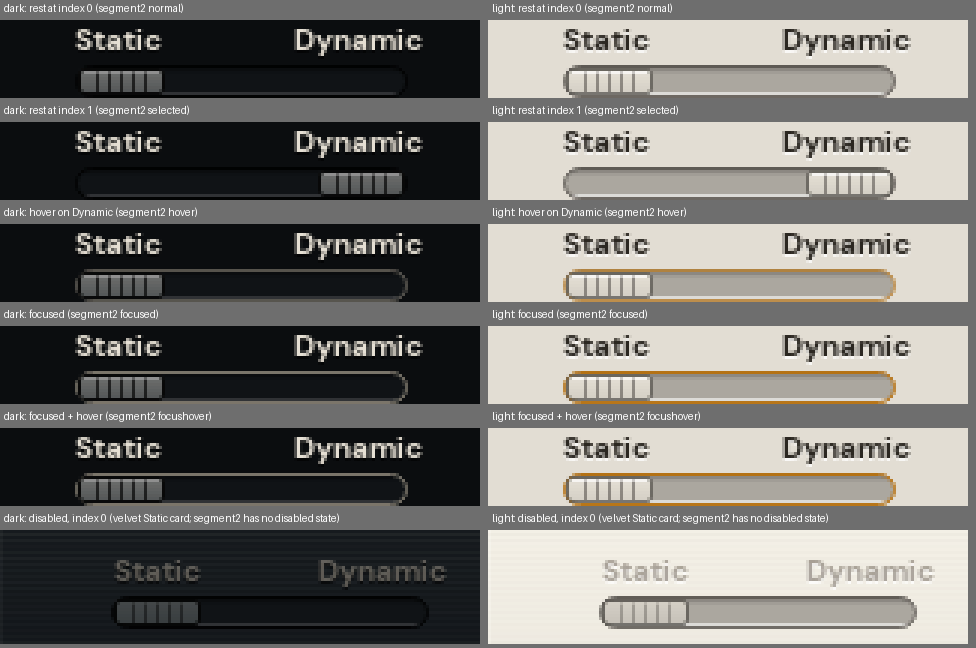 dark: rest at index 0 (segment2 normal)
light: rest at index 0 (segment2 normal)
Static Dynamic
Static Dynamic
dark: rest at index 1 (segment2 selected)
light: rest at index 1 (segment2 selected)
Static Dynamic
Static Dynamic
dark: hover on Dynamic (segment2 hover)
light: hover on Dynamic (segment2 hover)
Static Dynamic
Static Dynamic
dark: focused (segment2 focused)
light: focused (segment2 focused)
Static Dynamic
Static Dynamic
dark: focused + hover (segment2 focushover)
light: focused + hover (segment2 focushover)
Static Dynamic
Static Dynamic
dark: disabled, index 0 (velvet Static card; segment2 has no disabled state)
light: disabled, index 0 (velvet Static card; segment2 has no disabled state)
Static Dynamic
Static Dynamic